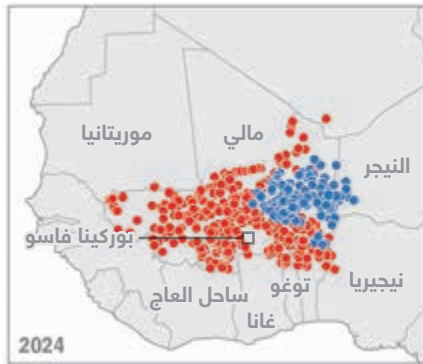 موريتانيا
مالي
النيجر
بوركينا فاسو
نيجيريا
توغو
ساحل العاج
غانا
2024